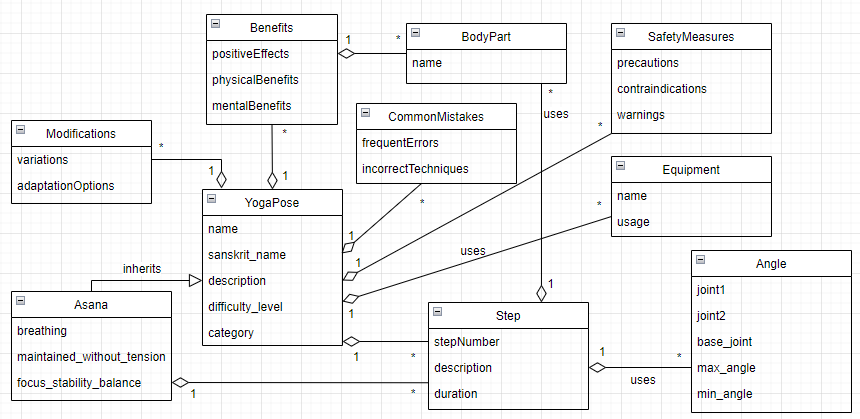 Benefits
positiveEffects
physicalBenefits
mentalBenefits
1
*
BodyPart
name
SafetyMeasures
precautions
contraindications
warnings
*
uses
*
CommonMistakes
frequentErrors
incorrectTechniques
*
Modifications
variations
adaptationOptions
*
1
*
1
YogaPose
name
sanskrit_name
description
difficulty_level
category
1
1
1
1
uses
*
Equipment
name
usage
inherits
Asana
breathing
maintained_without_tension
focus_stability_balance
1
*
*
1
Step
stepNumber
description
duration
1
uses
*
Angle
joint1
joint2
base_joint
max_angle
min_angle